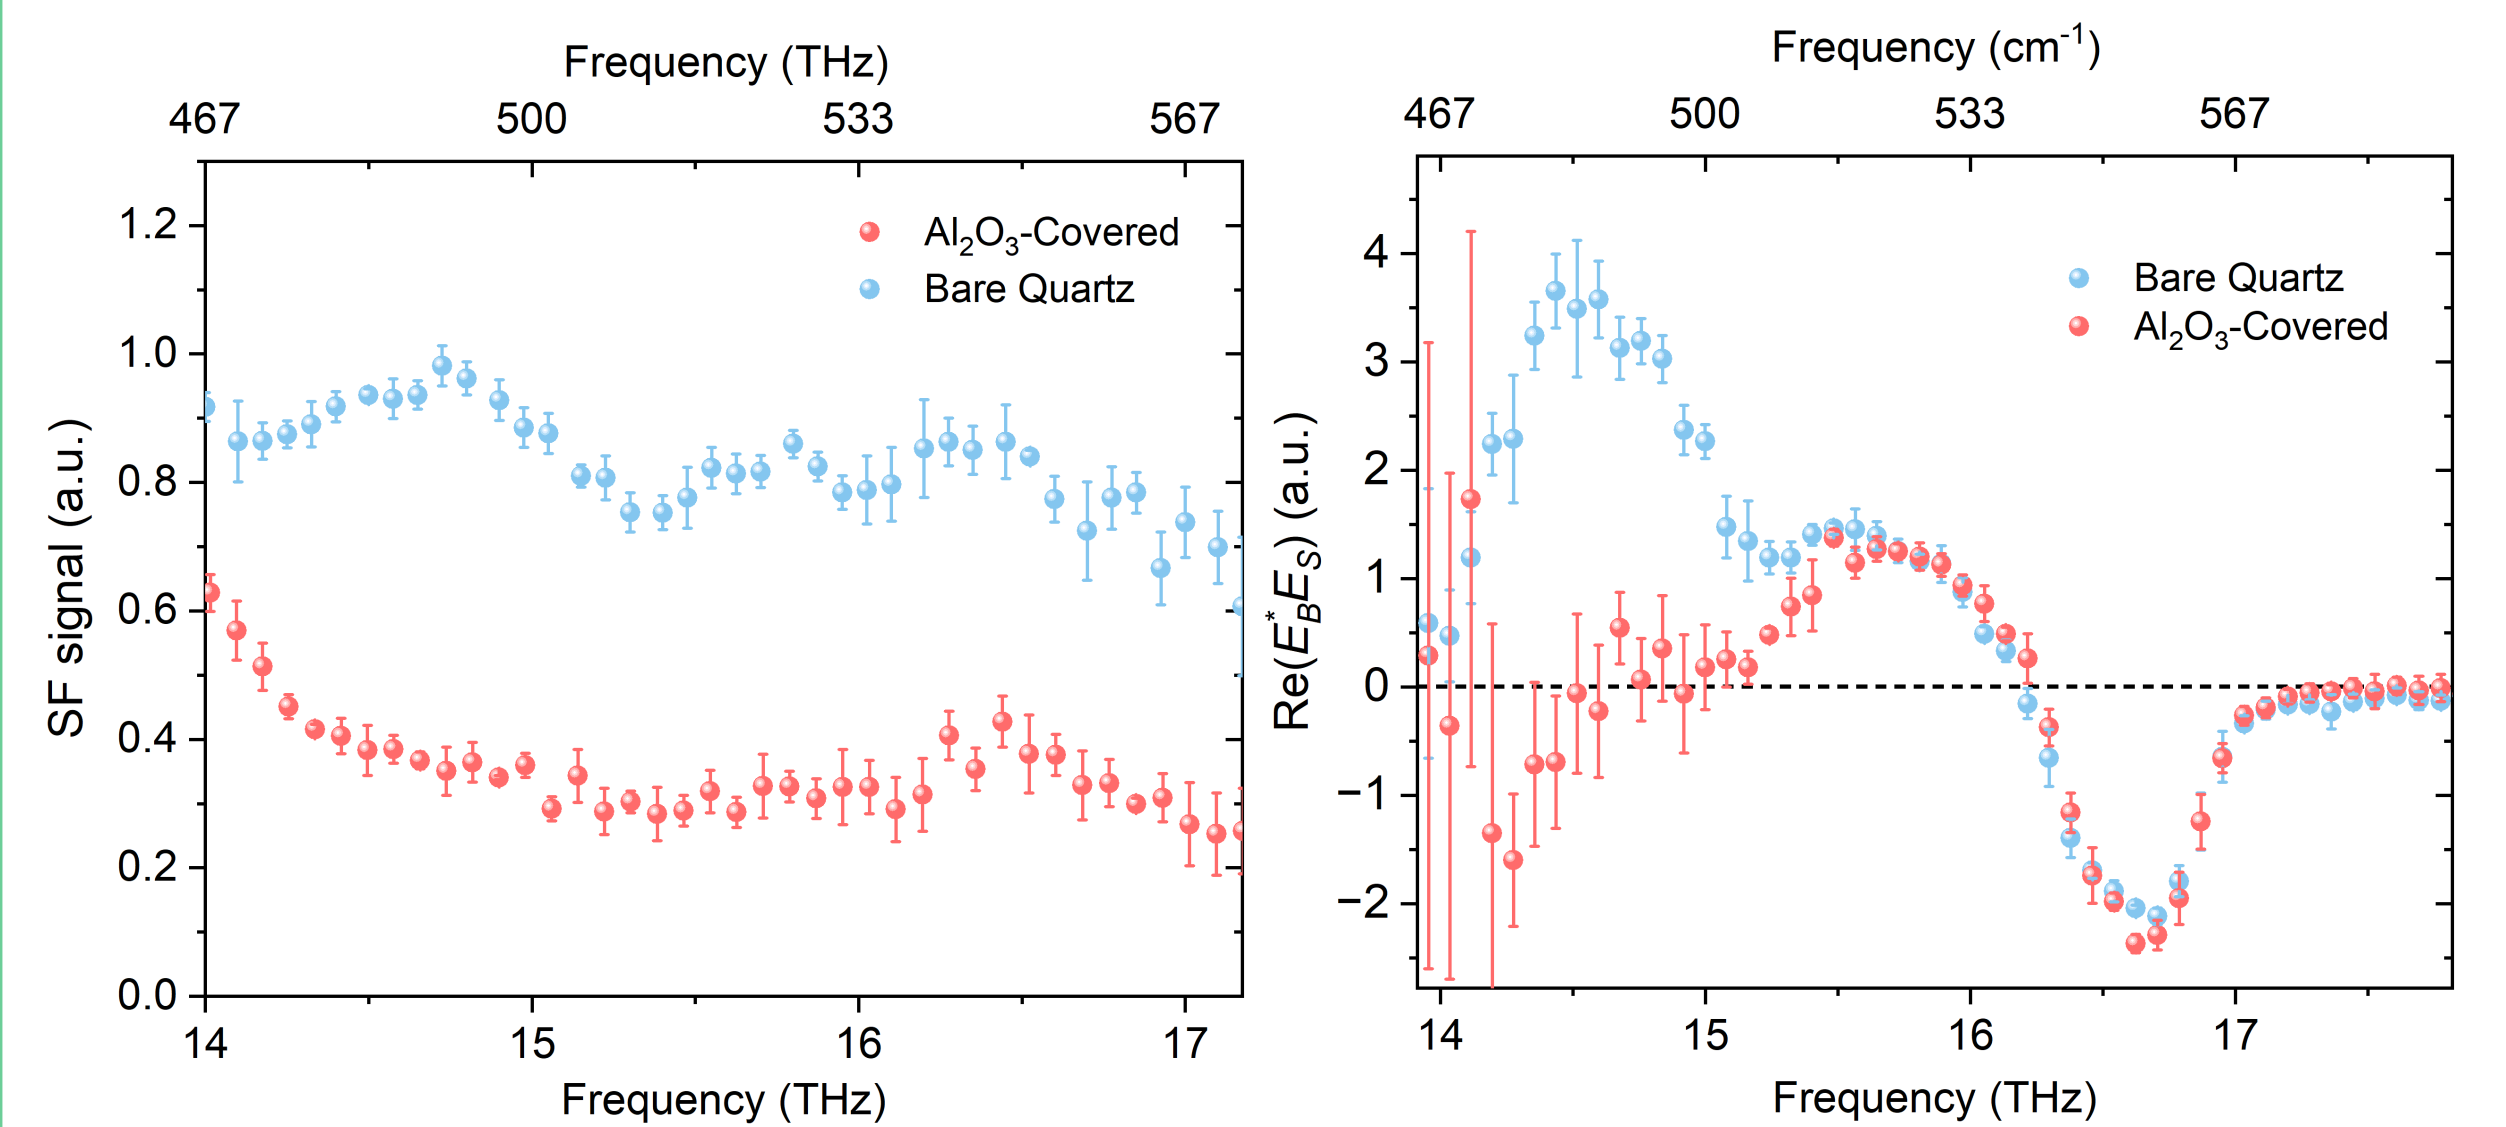 Frequency (THz)
467 500 533 567
SF signal (a.u.)
1.2
1.0
0.8
0.6
0.4
0.2
0.0
Al₂O₃-Covered
Bare Quartz
14 15 16 17
Frequency (THz)
Frequency (cm⁻¹)
467 500 533 567
Re(E*BES) (a.u.)
4
3
2
1
0
−1
−2
Bare Quartz
Al₂O₃-Covered
14 15 16 17
Frequency (THz)